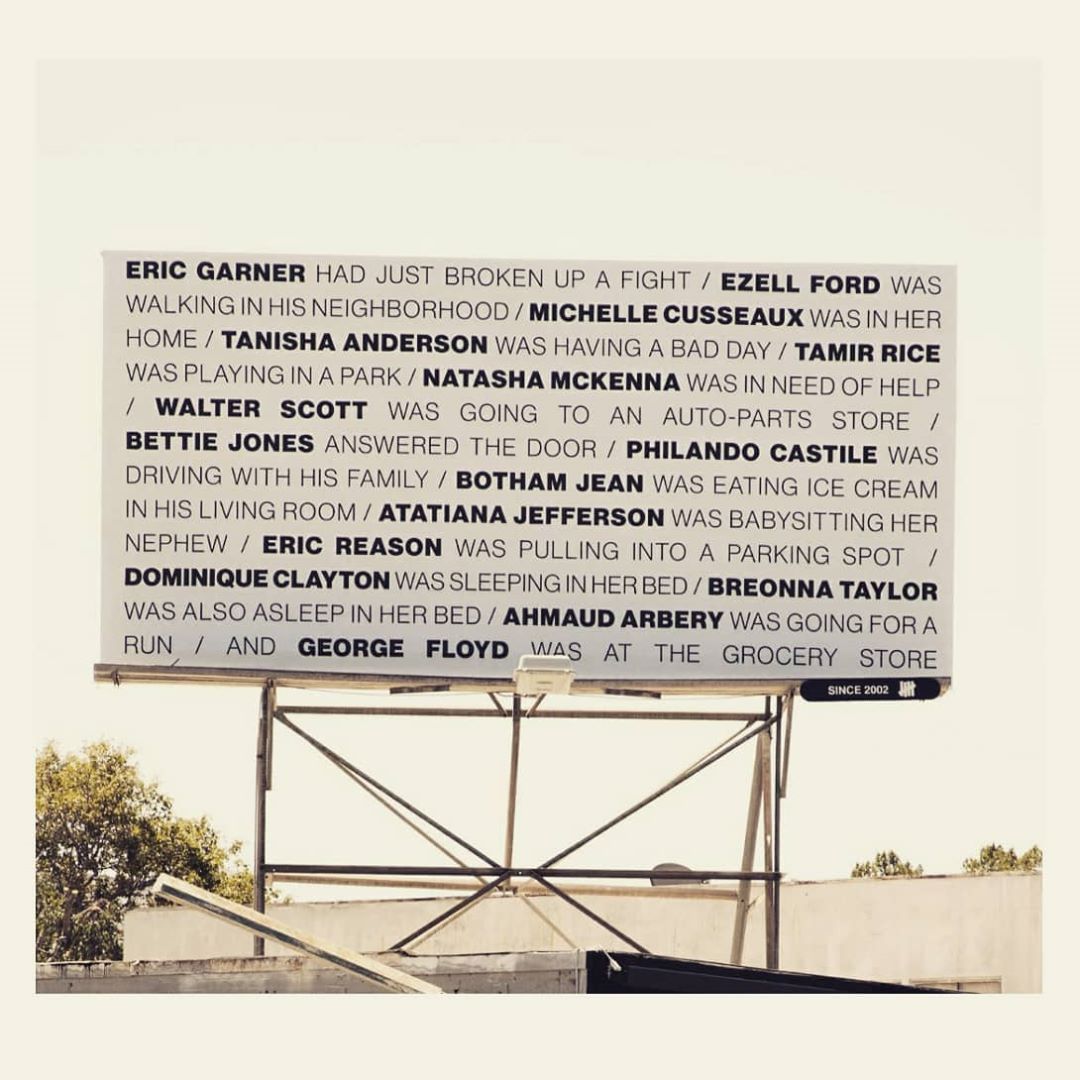 ERIC GARNER HAD JUST BROKEN UP A FIGHT / EZELL FORD WAS
WALKING IN HIS NEIGHBORHOOD / MICHELLE CUSSEAUX WAS IN HER
HOME / TANISHA ANDERSON WAS HAVING A BAD DAY / TAMIR RICE
WAS PLAYING IN A PARK / NATASHA MCKENNA WAS IN NEED OF HELP
/ WALTER SCOTT WAS GOING TO AN AUTO-PARTS STORE /
BETTIE JONES ANSWERED THE DOOR / PHILANDO CASTILE WAS
DRIVING WITH HIS FAMILY / BOTHAM JEAN WAS EATING ICE CREAM
IN HIS LIVING ROOM / ATATIANA JEFFERSON WAS BABYSITTING HER
NEPHEW / ERIC REASON WAS PULLING INTO A PARKING SPOT /
DOMINIQUE CLAYTON WAS SLEEPING IN HER BED / BREONNA TAYLOR
WAS ALSO ASLEEP IN HER BED / AHMAUD ARBERY WAS GOING FOR A
RUN / AND GEORGE FLOYD WAS AT THE GROCERY STORE
SINCE 2002